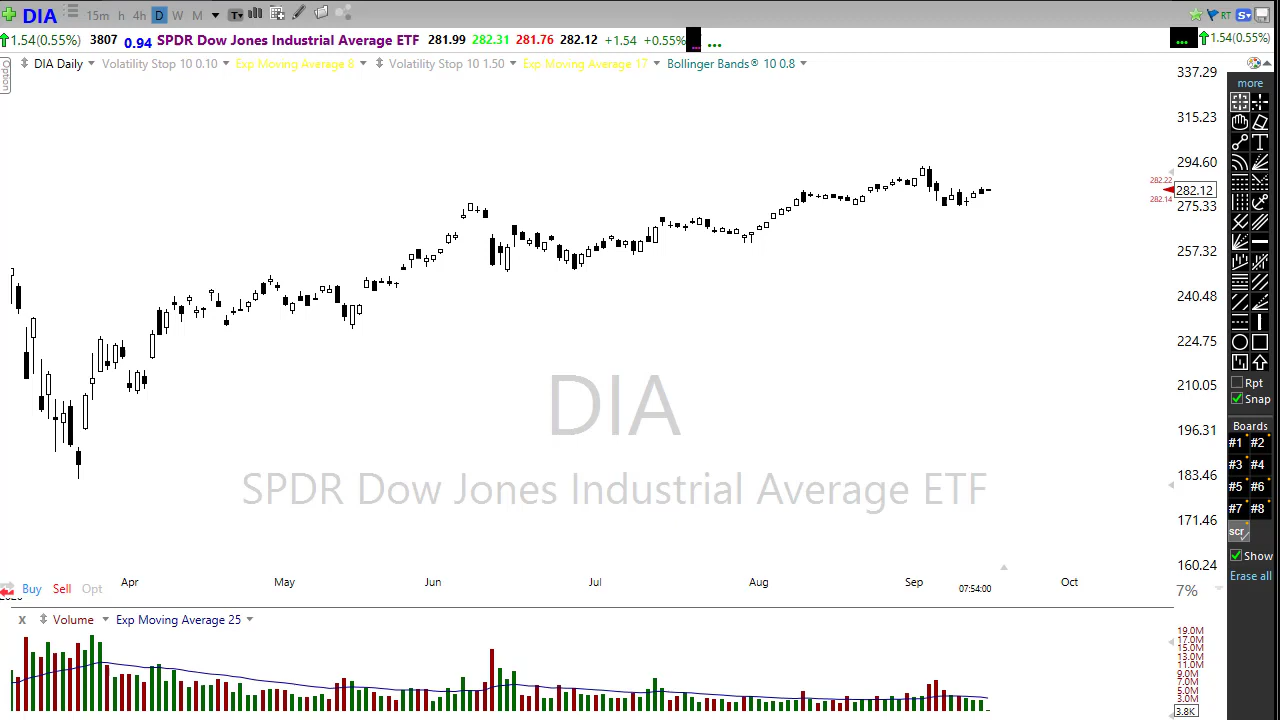 DIA 15m h 4h D W M T RT S
1.54(0.55%) 3807 0.94 SPDR Dow Jones Industrial Average ETF 281.99 282.31 281.76 282.12 +1.54 +0.55% ... ... ... 1.54(0.55%)
Option
DIA Daily Volatility Stop 10 0.10 Exp Moving Average 8 Volatility Stop 10 1.50 Exp Moving Average 17 Bollinger Bands® 10 0.8
337.29
315.23
294.60
282.22
282.12
282.14
275.33
257.32
240.48
224.75
210.05
196.31
183.46
171.46
160.24
DIA
SPDR Dow Jones Industrial Average ETF
Buy Sell Opt
Apr May Jun Jul Aug Sep Oct
07:54:00
7%
X Volume Exp Moving Average 25
19.0M
17.0M
15.0M
13.0M
11.0M
9.0M
7.0M
5.0M
3.0M
3.8K
more
T
Rpt
Snap
Boards
#1 #2
#3 #4
#5 #6
#7 #8
scr
Show
Erase all